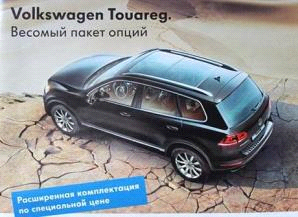 Volkswagen Touareg.
Весомый пакет опций
Расширенная комплектация
по специальной цене